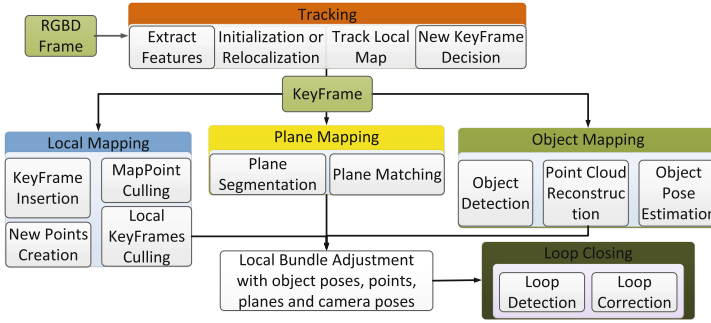 Tracking
RGBD
Frame
Extract
Features
Initialization or
Relocalization
Track Local
Map
New KeyFrame
Decision
KeyFrame
Local Mapping
KeyFrame
Insertion
MapPoint
Culling
New Points
Creation
Local
KeyFrames
Culling
Plane Mapping
Plane
Segmentation
Plane Matching
Object Mapping
Object
Detection
Point Cloud
Reconstruc
tion
Object
Pose
Estimation
Local Bundle Adjustment
with object poses, points,
planes and camera poses
Loop Closing
Loop
Detection
Loop
Correction